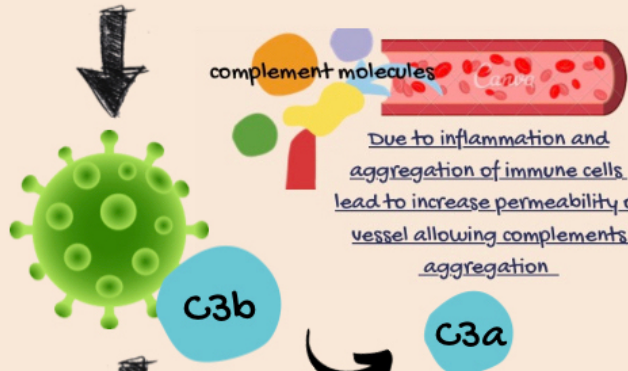 complement molecules
Canva
Due to inflammation and
aggregation of immune cells
lead to increase permeability
vessel allowing complements
aggregation
C3b
C3a